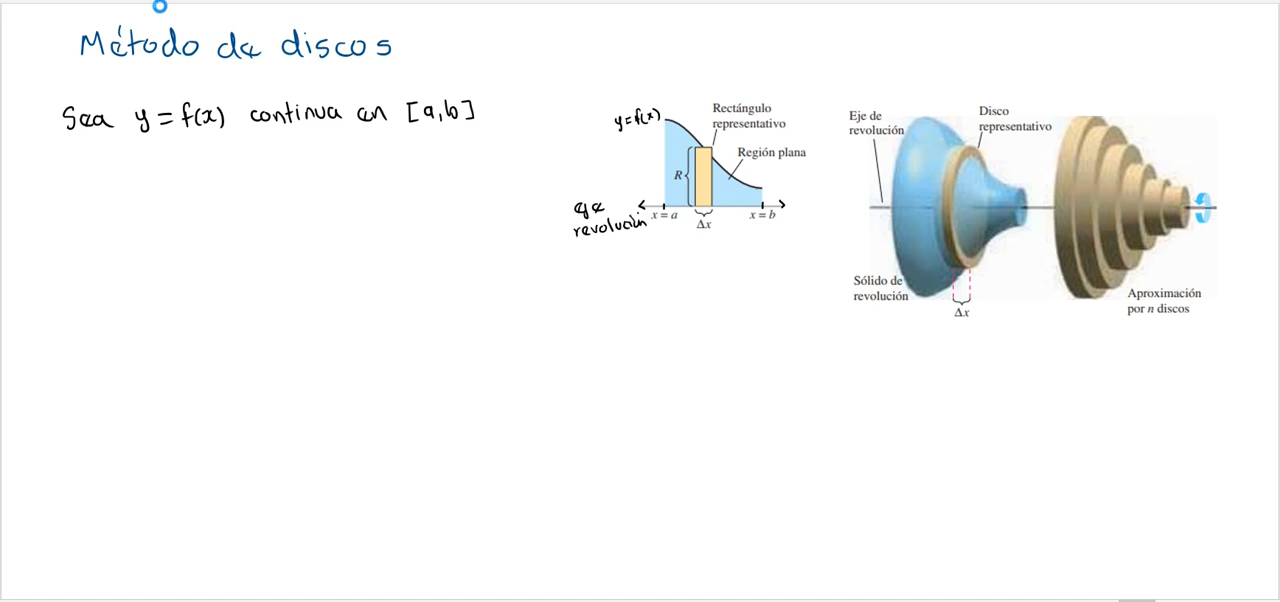 Método de discos
Sea y = f(x) continua en [a,b]
y=f(x)
Rectángulo
representativo
Región plana
R
eje
revolución
x = a
Δx
x = b
Eje de
revolución
Disco
representativo
Sólido de
revolución
Δx
Aproximación
por n discos